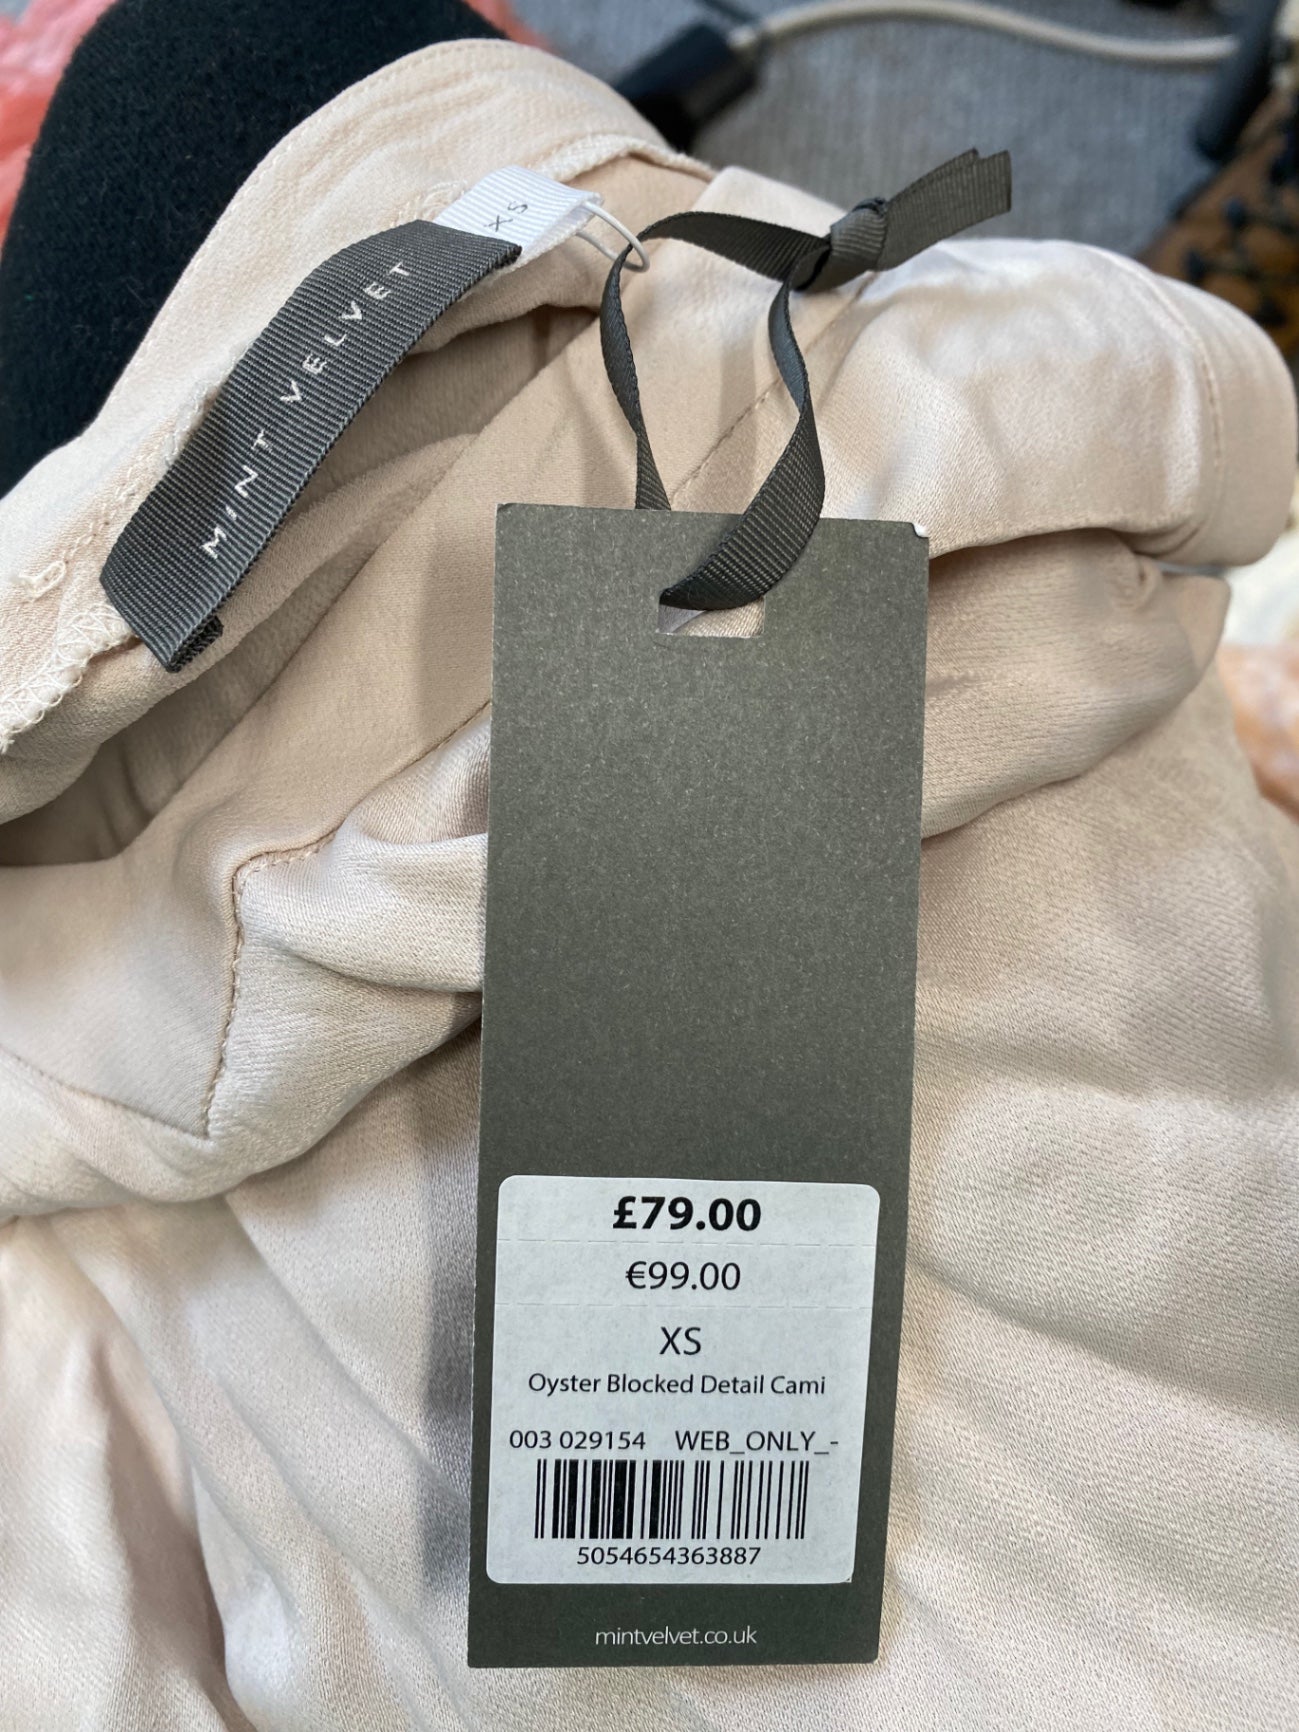 XS
MINT VELVET
£79.00
€99.00
XS
Oyster Blocked Detail Cami
003 029154 WEB_ONLY_-
5054654363887
mintvelvet.co.uk